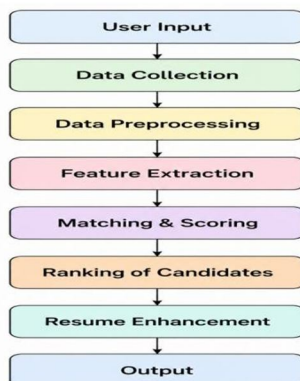 User Input
Data Collection
Data Preprocessing
Feature Extraction
Matching & Scoring
Ranking of Candidates
Resume Enhancement
Output